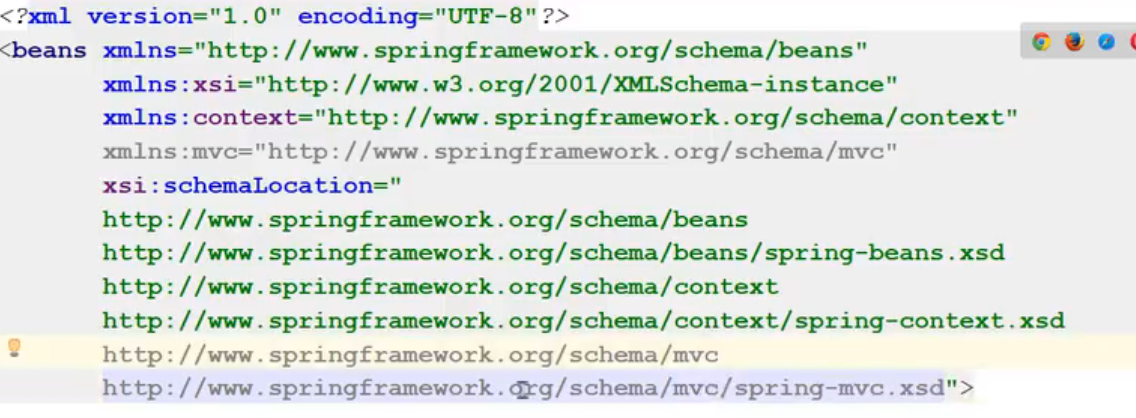 <?xml version="1.0" encoding="UTF-8"?>
<beans xmlns="http://www.springframework.org/schema/beans"
xmlns:xsi="http://www.w3.org/2001/XMLSchema-instance"
xmlns:context="http://www.springframework.org/schema/context"
xmlns:mvc="http://www.springframework.org/schema/mvc"
xsi:schemaLocation="
http://www.springframework.org/schema/beans
http://www.springframework.org/schema/beans/spring-beans.xsd
http://www.springframework.org/schema/context
http://www.springframework.org/schema/context/spring-context.xsd
http://www.springframework.org/schema/mvc
http://www.springframework.org/schema/mvc/spring-mvc.xsd">